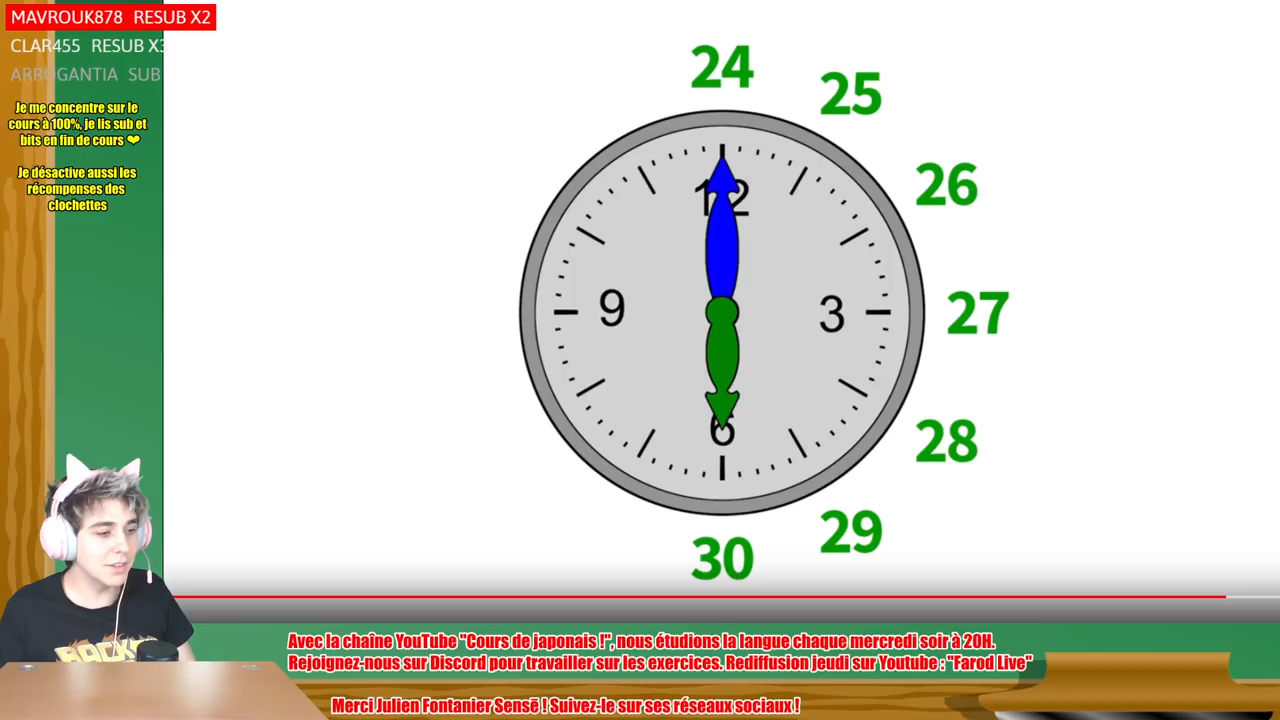 MAVROUK878 RESUB X2
CLAR455 RESUB X3
ARROGANTIA SUB
Je me concentre sur le
cours à 100%, je lis sub et
bits en fin de cours ❤
Je désactive aussi les
récompenses des
clochettes
24
25
26
27
28
29
30
12
3
6
9
BACK
Avec la chaîne YouTube "Cours de japonais !", nous étudions la langue chaque mercredi soir à 20H.
Rejoignez-nous sur Discord pour travailler sur les exercices. Rediffusion jeudi sur Youtube : "Farod Live"
Merci Julien Fontanier Sensē ! Suivez-le sur ses réseaux sociaux !